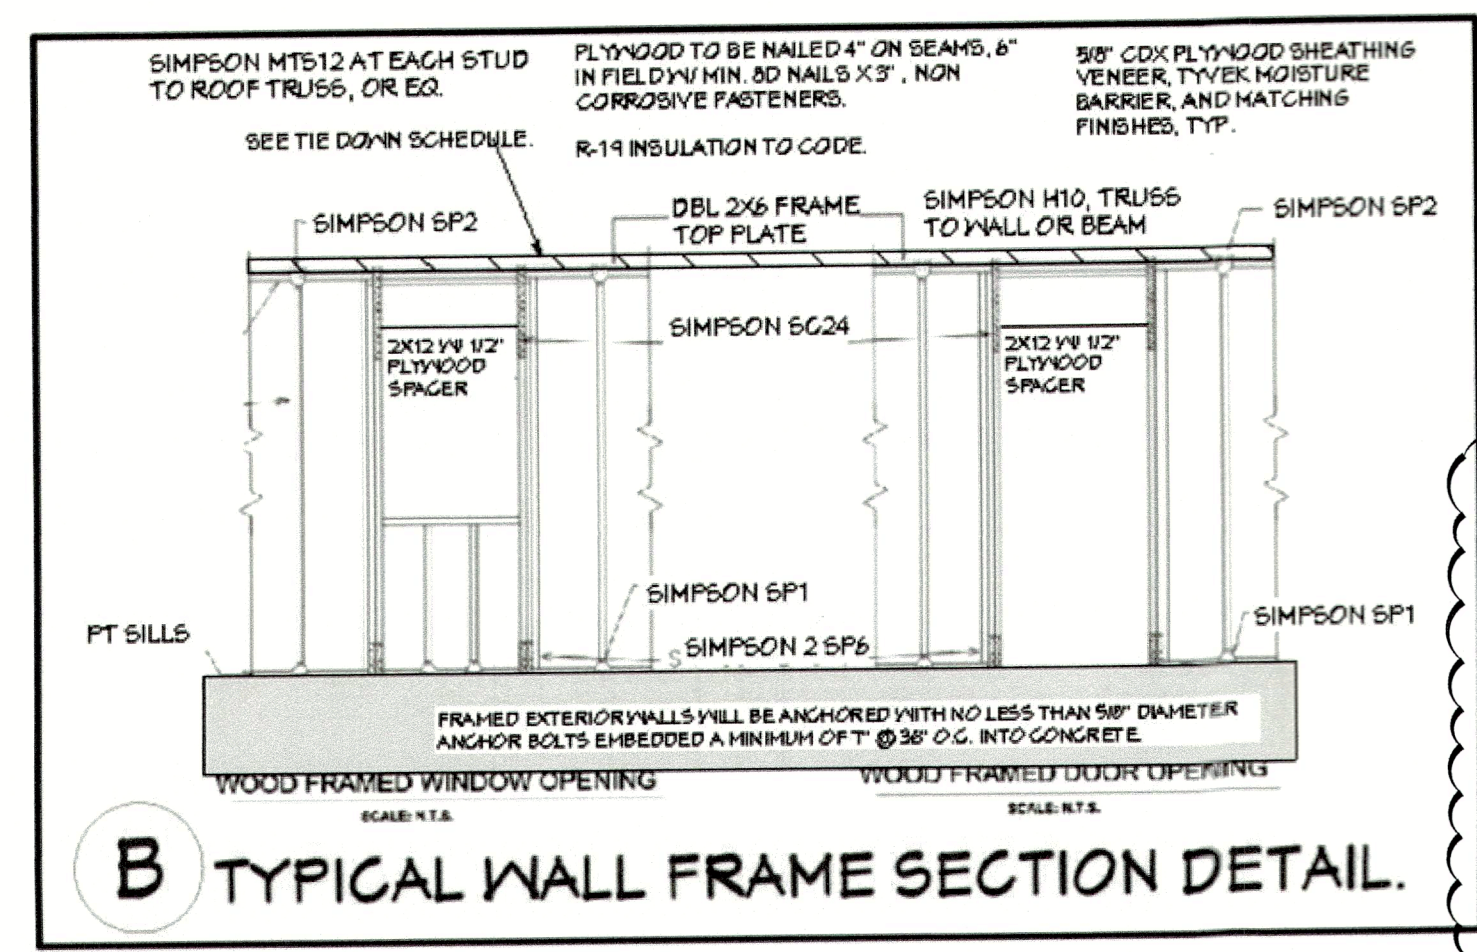 SIMPSON MTS12 AT EACH STUD
TO ROOF TRUSS, OR EQ.
SEE TIE DOWN SCHEDULE.
PLYWOOD TO BE NAILED 4" ON SEAMS, 6"
IN FIELD W/ MIN. 8D NAILS X 3", NON
CORROSIVE FASTENERS.
R-19 INSULATION TO CODE.
5/8" CDX PLYWOOD SHEATHING
VENEER, TYVEK MOISTURE
BARRIER, AND MATCHING
FINISHES, TYP.
SIMPSON SP2
DBL 2X6 FRAME
TOP PLATE
SIMPSON H10, TRUSS
TO WALL OR BEAM
SIMPSON SP2
2X12 W/ 1/2"
PLYWOOD
SPACER
SIMPSON SC24
2X12 W/ 1/2"
PLYWOOD
SPACER
SIMPSON SP1
SIMPSON SP1
PT SILLS
SIMPSON 2 SP6
FRAMED EXTERIOR WALLS WILL BE ANCHORED WITH NO LESS THAN 5/8" DIAMETER
ANCHOR BOLTS EMBEDDED A MINIMUM OF 7" @ 36" O.C. INTO CONCRETE
WOOD FRAMED WINDOW OPENING
SCALE: N.T.S.
WOOD FRAMED DOOR OPENING
SCALE: N.T.S.
B
TYPICAL WALL FRAME SECTION DETAIL.